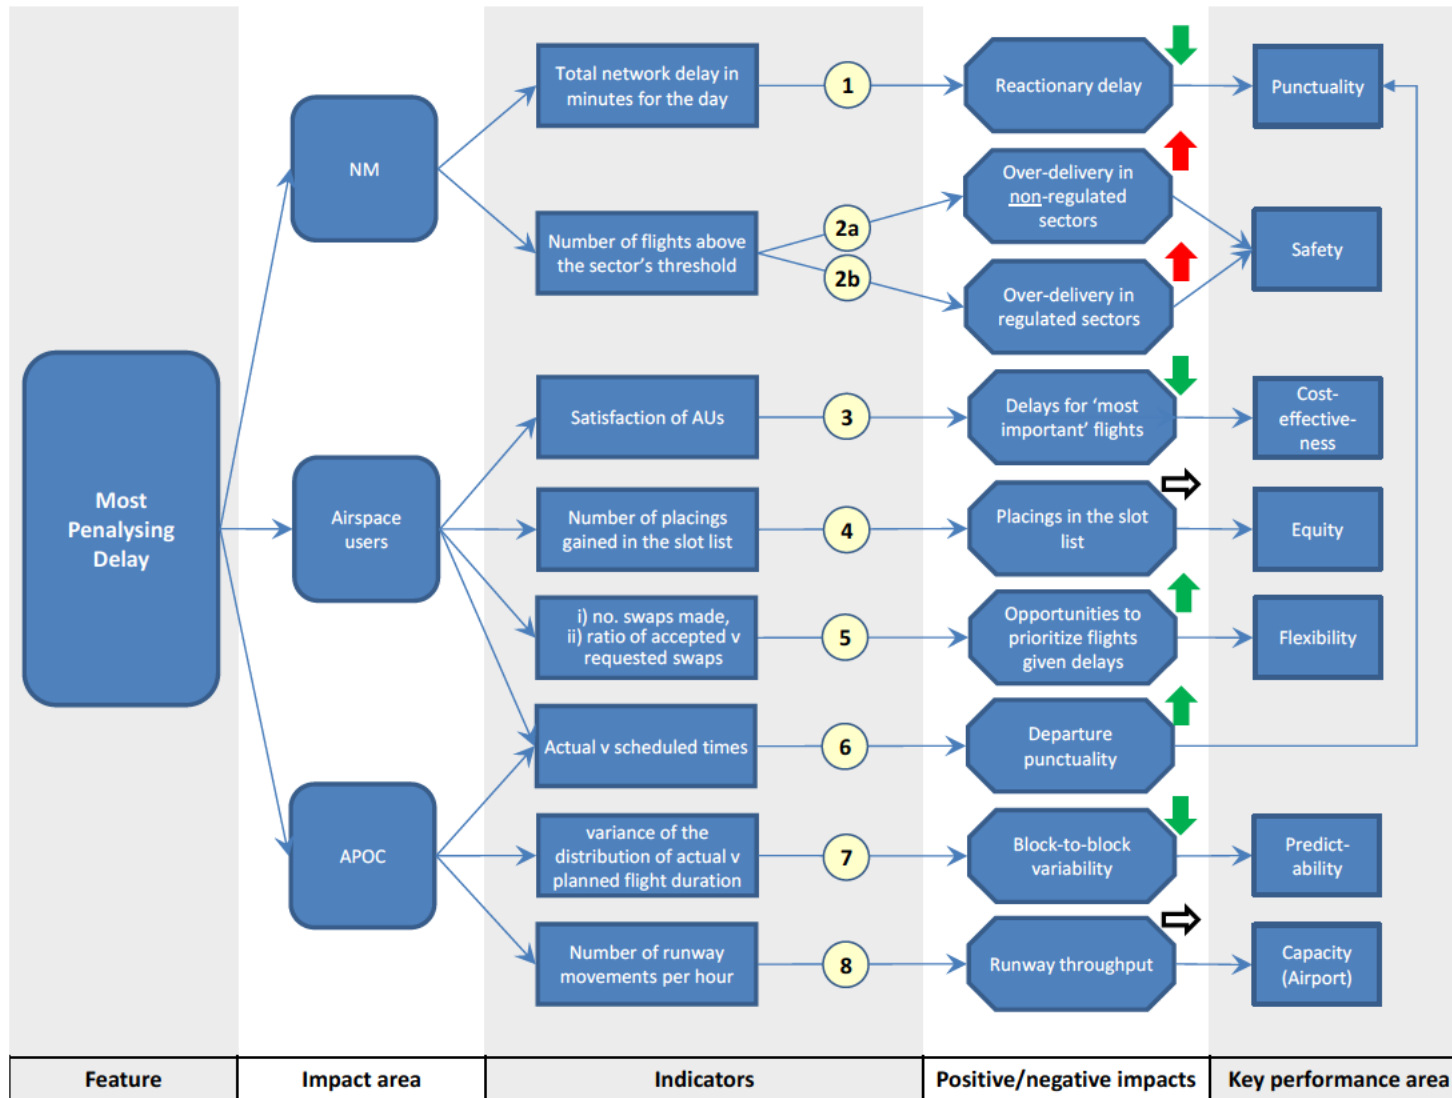 Most
Penalysing
Delay
NM
Airspace
users
APOC
Total network delay in
minutes for the day
Number of flights above
the sector's threshold
Satisfaction of AUs
Number of placings
gained in the slot list
i) no. swaps made,
ii) ratio of accepted v
requested swaps
Actual v scheduled times
variance of the
distribution of actual v
planned flight duration
Number of runway
movements per hour
1
2a
2b
3
4
5
6
7
8
Reactionary delay
Over-delivery in
non-regulated
sectors
Over-delivery in
regulated sectors
Delays for 'most
important' flights
Placings in the slot
list
Opportunities to
prioritize flights
given delays
Departure
punctuality
Block-to-block
variability
Runway throughput
Punctuality
Safety
Cost-
effective-
ness
Equity
Flexibility
Predict-
ability
Capacity
(Airport)
Feature
Impact area
Indicators
Positive/negative impacts
Key performance area